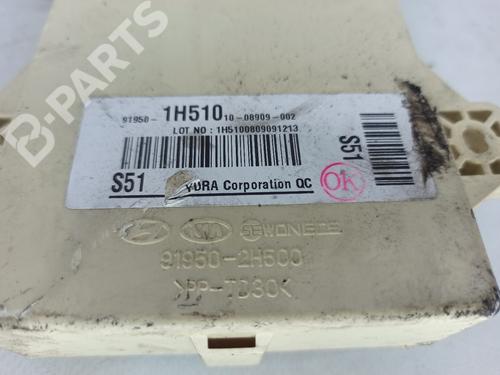 B-PARTS
91950- 1H510 10-08909-002
LOT NO : 1H5100809091213
S51
S51 YURA Corporation QC OK
SEWONECS
91950-2H500
>PP-TD30<